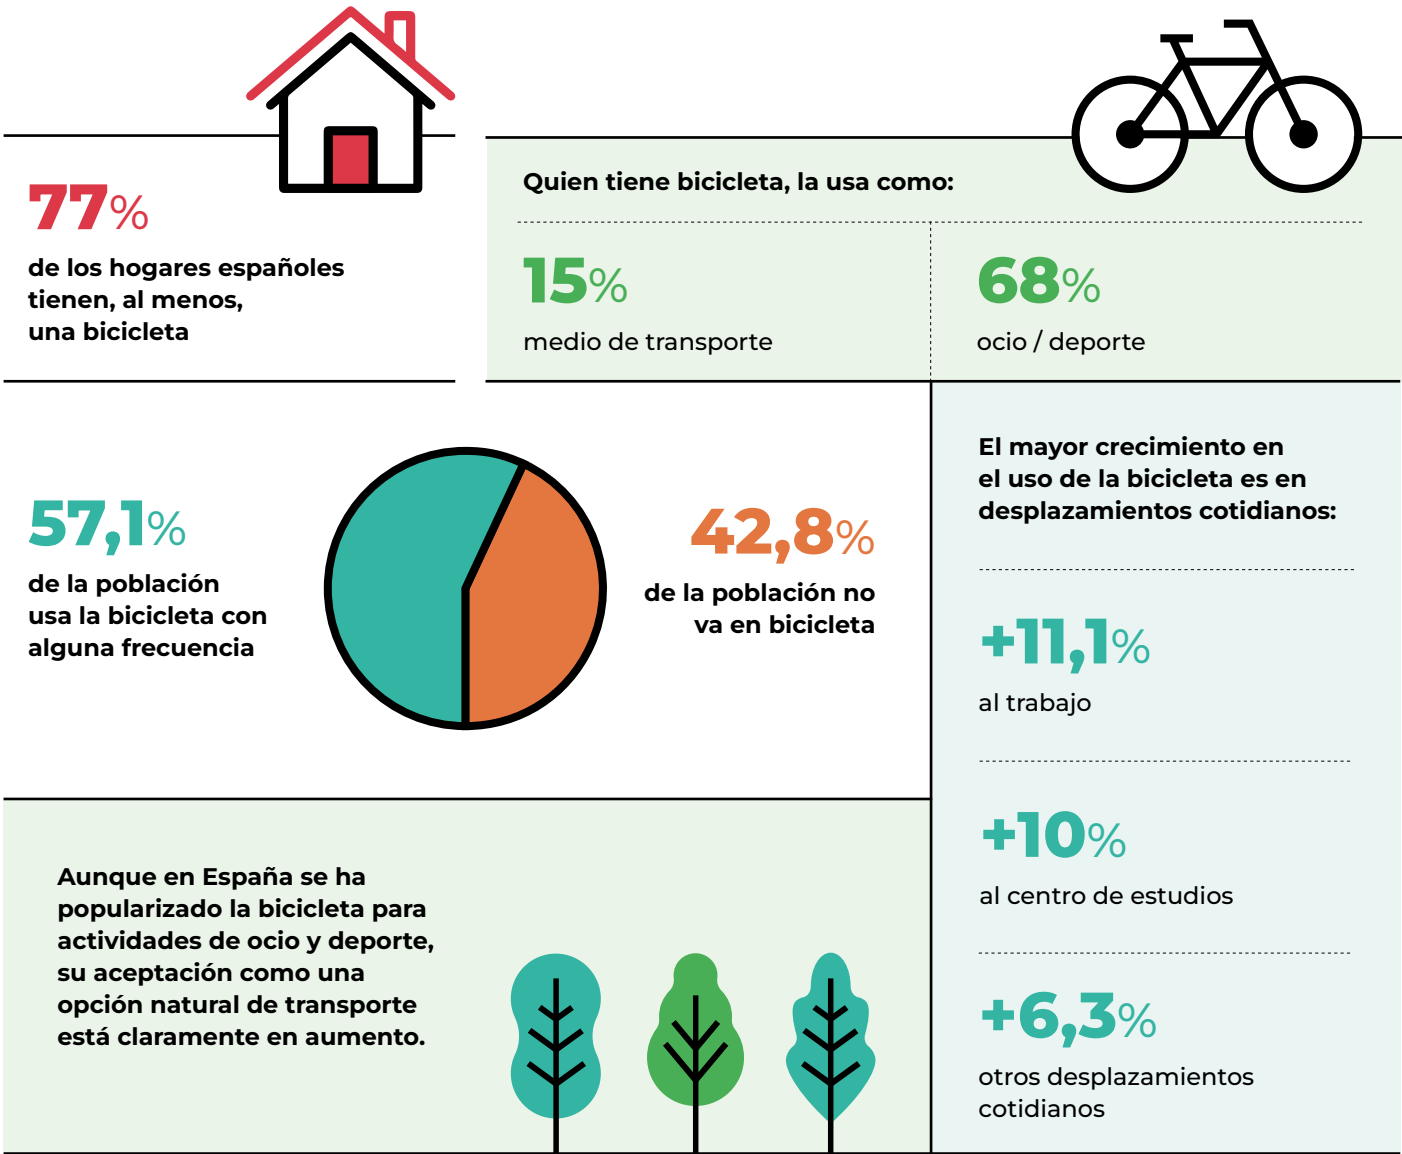 77%
de los hogares españoles
tienen, al menos,
una bicicleta
Quien tiene bicicleta, la usa como:
15%
medio de transporte
68%
ocio / deporte
57,1%
de la población
usa la bicicleta con
alguna frecuencia
42,8%
de la población no
va en bicicleta
El mayor crecimiento en
el uso de la bicicleta es en
desplazamientos cotidianos:
+11,1%
al trabajo
+10%
al centro de estudios
+6,3%
otros desplazamientos
cotidianos
Aunque en España se ha
popularizado la bicicleta para
actividades de ocio y deporte,
su aceptación como una
opción natural de transporte
está claramente en aumento.